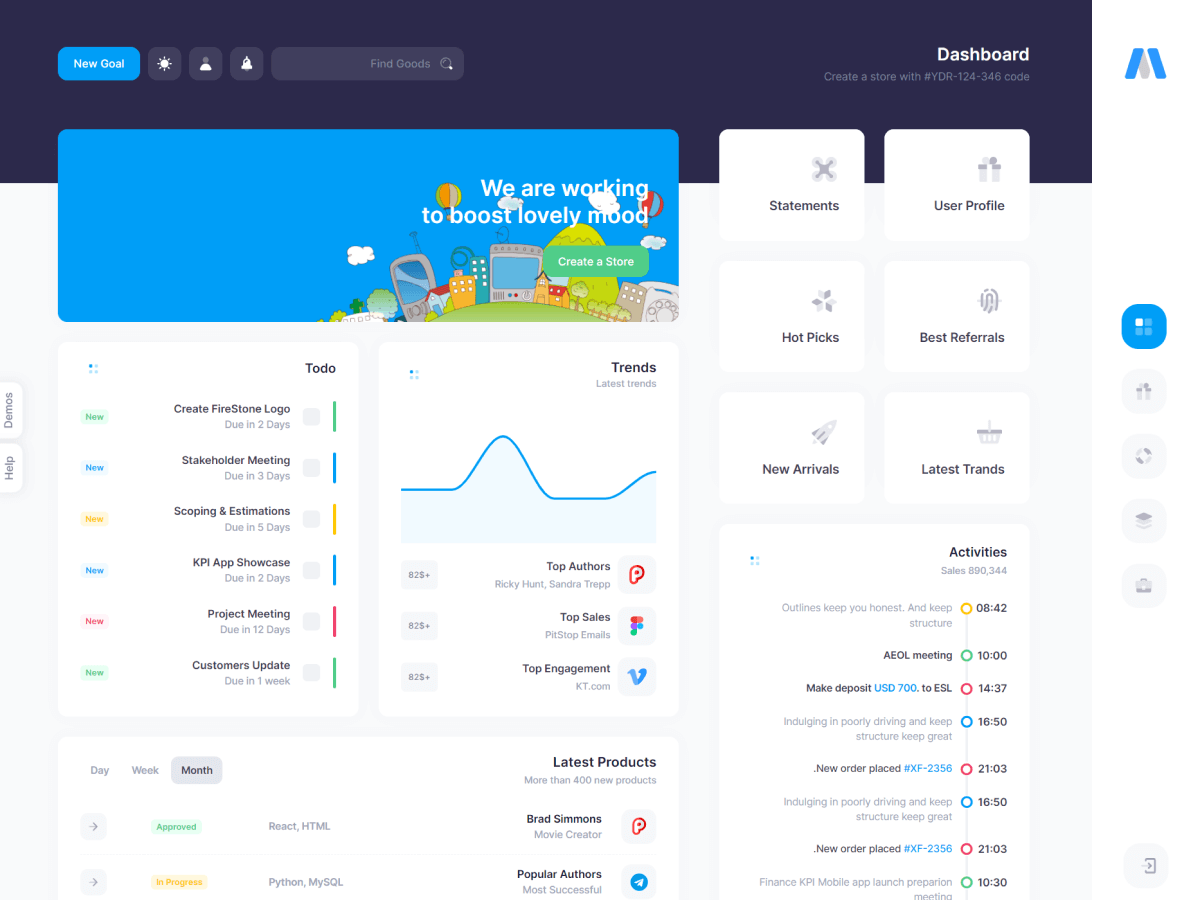 New Goal
Find Goods
Dashboard
Create a store with #YDR-124-346 code
We are working
to boost lovely mood
Create a Store
Statements
User Profile
Hot Picks
Best Referrals
New Arrivals
Latest Trands
Demos
Help
Todo
New
Create FireStone Logo
Due in 2 Days
New
Stakeholder Meeting
Due in 3 Days
New
Scoping & Estimations
Due in 5 Days
New
KPI App Showcase
Due in 2 Days
New
Project Meeting
Due in 12 Days
New
Customers Update
Due in 1 week
Trends
Latest trends
82$+
Top Authors
Ricky Hunt, Sandra Trepp
82$+
Top Sales
PitStop Emails
82$+
Top Engagement
KT.com
Activities
Sales 890,344
Outlines keep you honest. And keep
structure
08:42
AEOL meeting
10:00
Make deposit USD 700. to ESL
14:37
Indulging in poorly driving and keep
structure keep great
16:50
.New order placed #XF-2356
21:03
Indulging in poorly driving and keep
structure keep great
16:50
.New order placed #XF-2356
21:03
Finance KPI Mobile app launch preparion
meeting
10:30
Day
Week
Month
Latest Products
More than 400 new products
Approved
React, HTML
Brad Simmons
Movie Creator
In Progress
Python, MySQL
Popular Authors
Most Successful